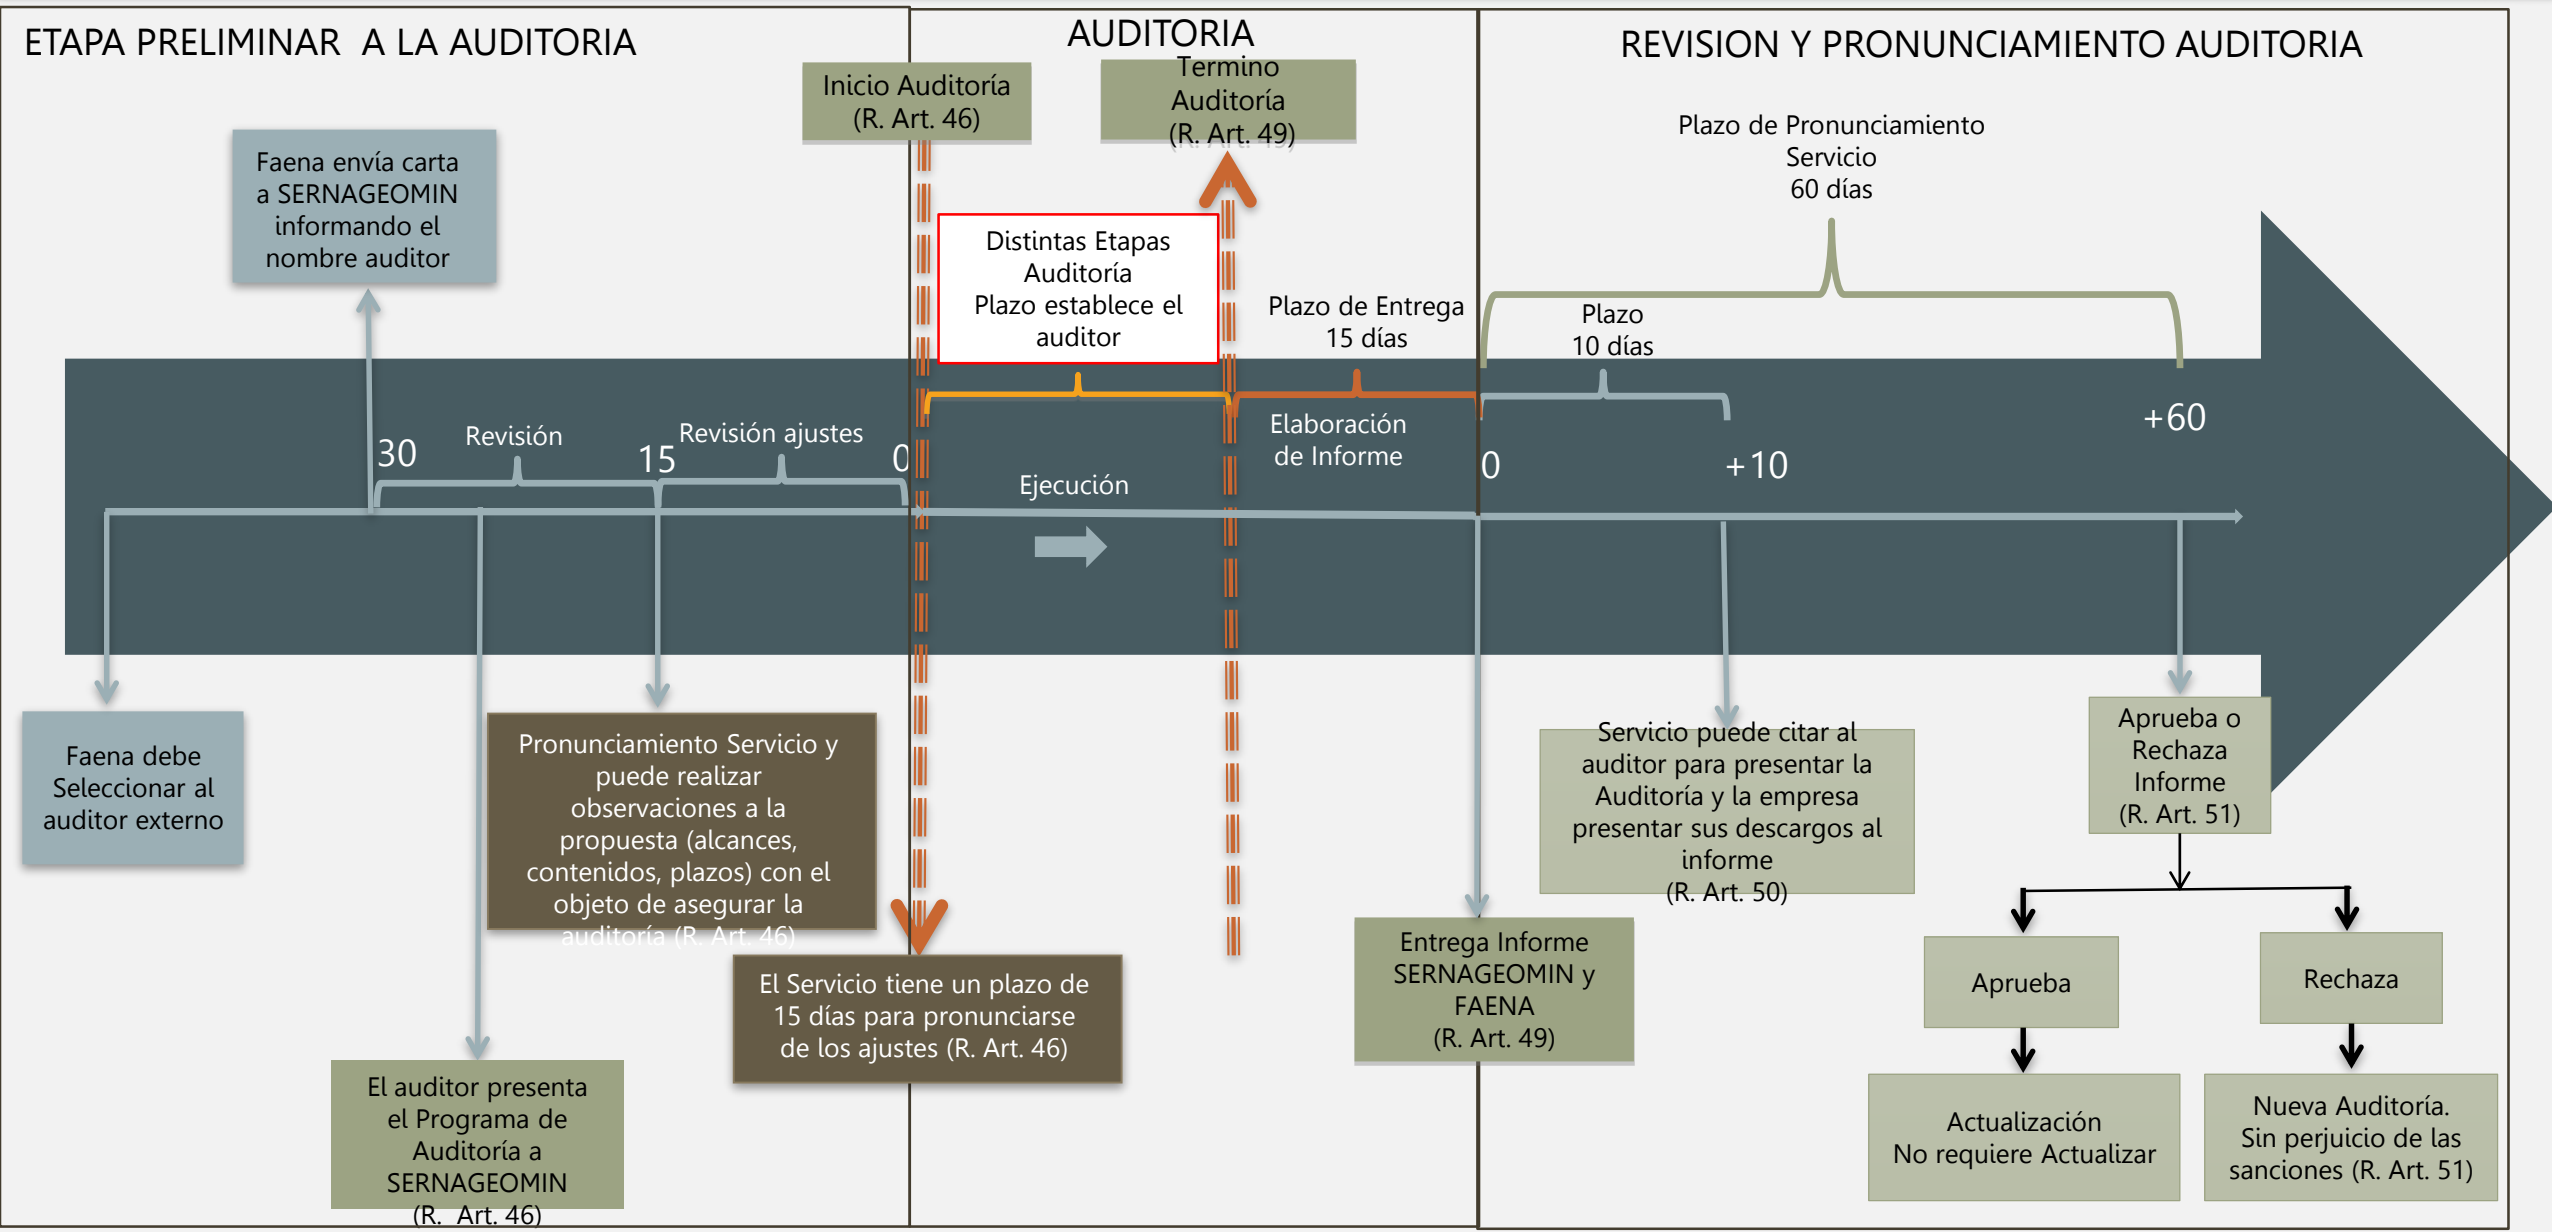 ETAPA PRELIMINAR A LA AUDITORIA
AUDITORIA
REVISION Y PRONUNCIAMIENTO AUDITORIA
Inicio Auditoría
(R. Art. 46)
Termino
Auditoría
(R. Art. 49)
Faena envía carta
a SERNAGEOMIN
informando el
nombre auditor
Plazo de Pronunciamiento
Servicio
60 días
Distintas Etapas
Auditoría
Plazo establece el
auditor
Plazo de Entrega
15 días
Plazo
10 días
30
Revisión
15
Revisión ajustes
0
Ejecución
Elaboración
de Informe
0
+10
+60
Faena debe
Seleccionar al
auditor externo
Pronunciamiento Servicio y
puede realizar
observaciones a la
propuesta (alcances,
contenidos, plazos) con el
objeto de asegurar la
auditoría (R. Art. 46)
El Servicio tiene un plazo de
15 días para pronunciarse
de los ajustes (R. Art. 46)
El auditor presenta
el Programa de
Auditoría a
SERNAGEOMIN
(R. Art. 46)
Entrega Informe
SERNAGEOMIN y
FAENA
(R. Art. 49)
Servicio puede citar al
auditor para presentar la
Auditoría y la empresa
presentar sus descargos al
informe
(R. Art. 50)
Aprueba o
Rechaza
Informe
(R. Art. 51)
Aprueba
Rechaza
Actualización
No requiere Actualizar
Nueva Auditoría.
Sin perjuicio de las
sanciones (R. Art. 51)